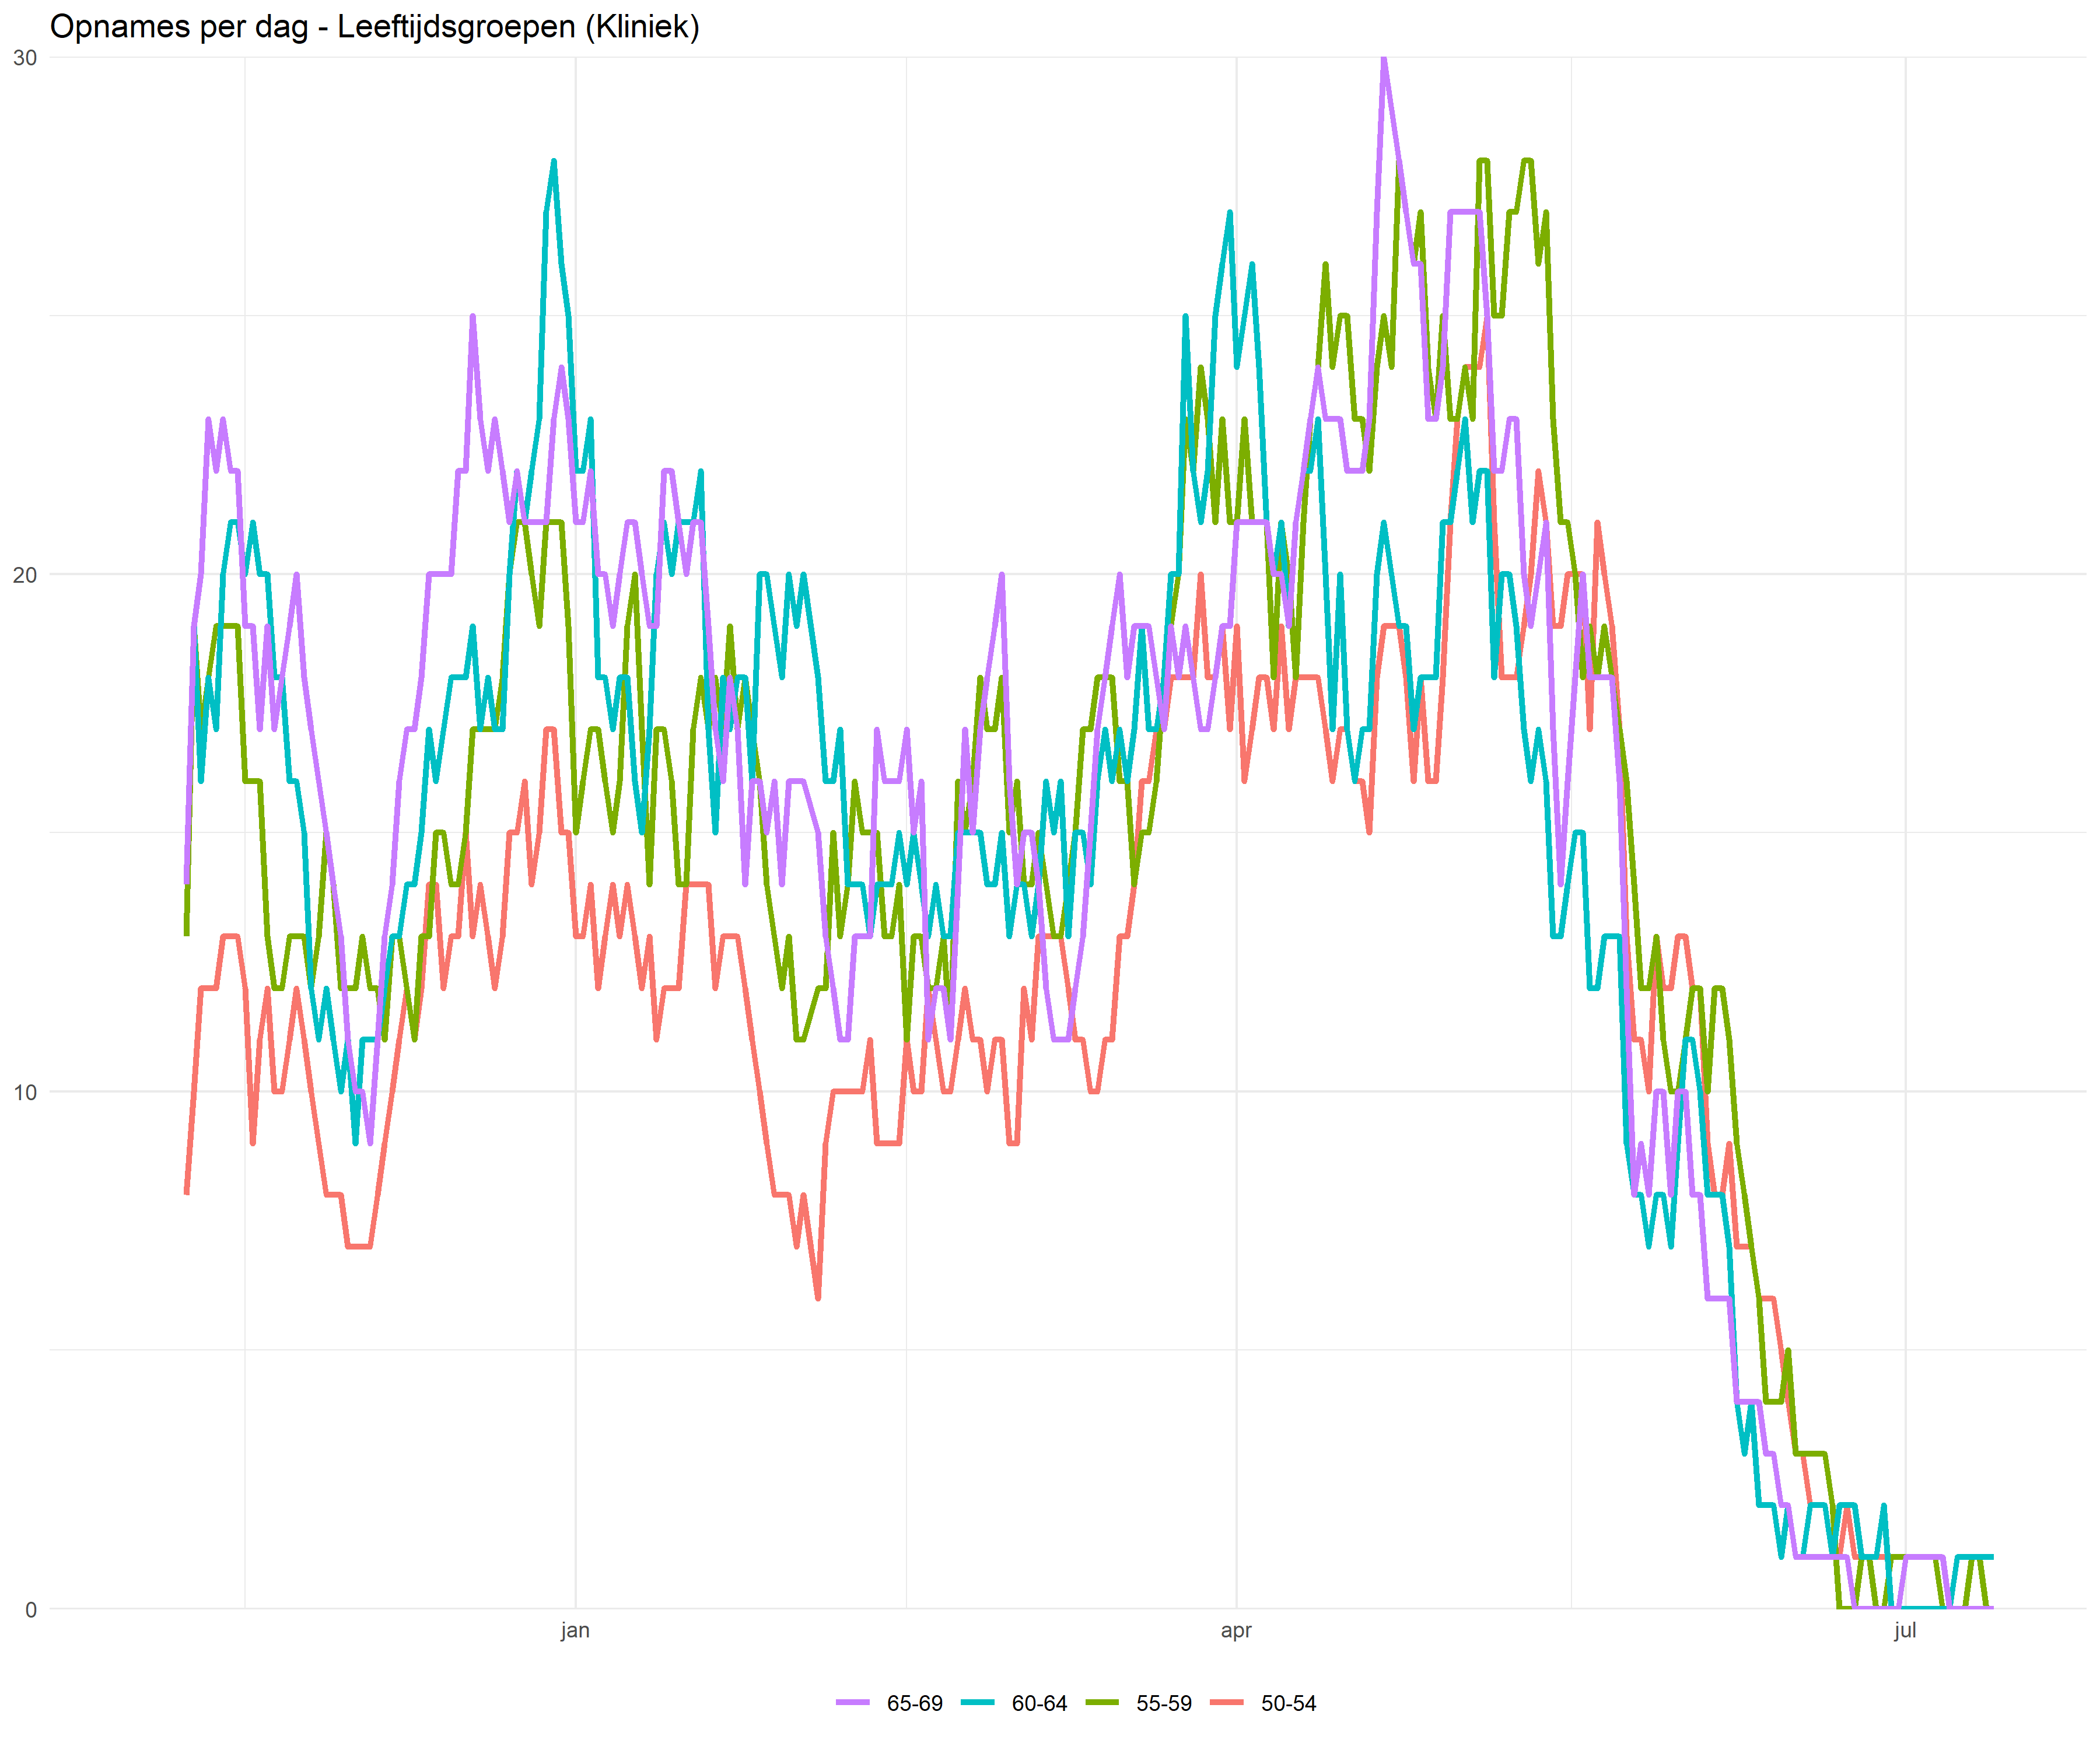 Opnames per dag - Leeftijdsgroepen (Kliniek)
30
20
10
0
jan apr jul
65-69 60-64 55-59 50-54